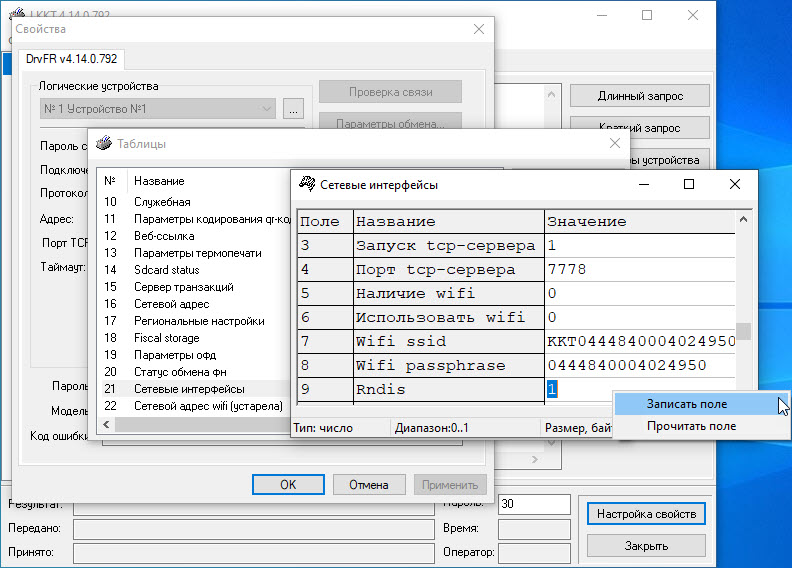 LKKT 4.14.0.792
Свойства
DrvFR v4.14.0.792
Логические устройства
№ 1 Устройство №1
...
Проверка связи
Параметры обмена...
Длинный запрос
Краткий запрос
ры устройства
Пароль с
Подключе
Протокол
Адрес:
Порт TCP
Таймаут:
Пароль
Модель
Код ошибки
Таблицы
№ Название
10 Служебная
11 Параметры кодирования qr-код
12 Веб-ссылка
13 Параметры термопечати
14 Sdcard status
15 Сервер транзакций
16 Сетевой адрес
17 Региональные настройки
18 Fiscal storage
19 Параметры офд
20 Статус обмена фн
21 Сетевые интерфейсы
22 Сетевой адрес wifi (устарела)
Сетевые интерфейсы
Поле Название Значение
3 Запуск tcp-сервера 1
4 Порт tcp-сервера 7778
5 Наличие wifi 0
6 Использовать wifi 0
7 Wifi ssid ККТ0444840004024950
8 Wifi passphrase 0444840004024950
9 Rndis 1
Тип: число Диапазон:0..1 Размер, байт
Записать поле
Прочитать поле
OK Отмена Применить
Результат:
Пароль: 30
Передано:
Время:
Принято:
Оператор:
Настройка свойств
Закрыть